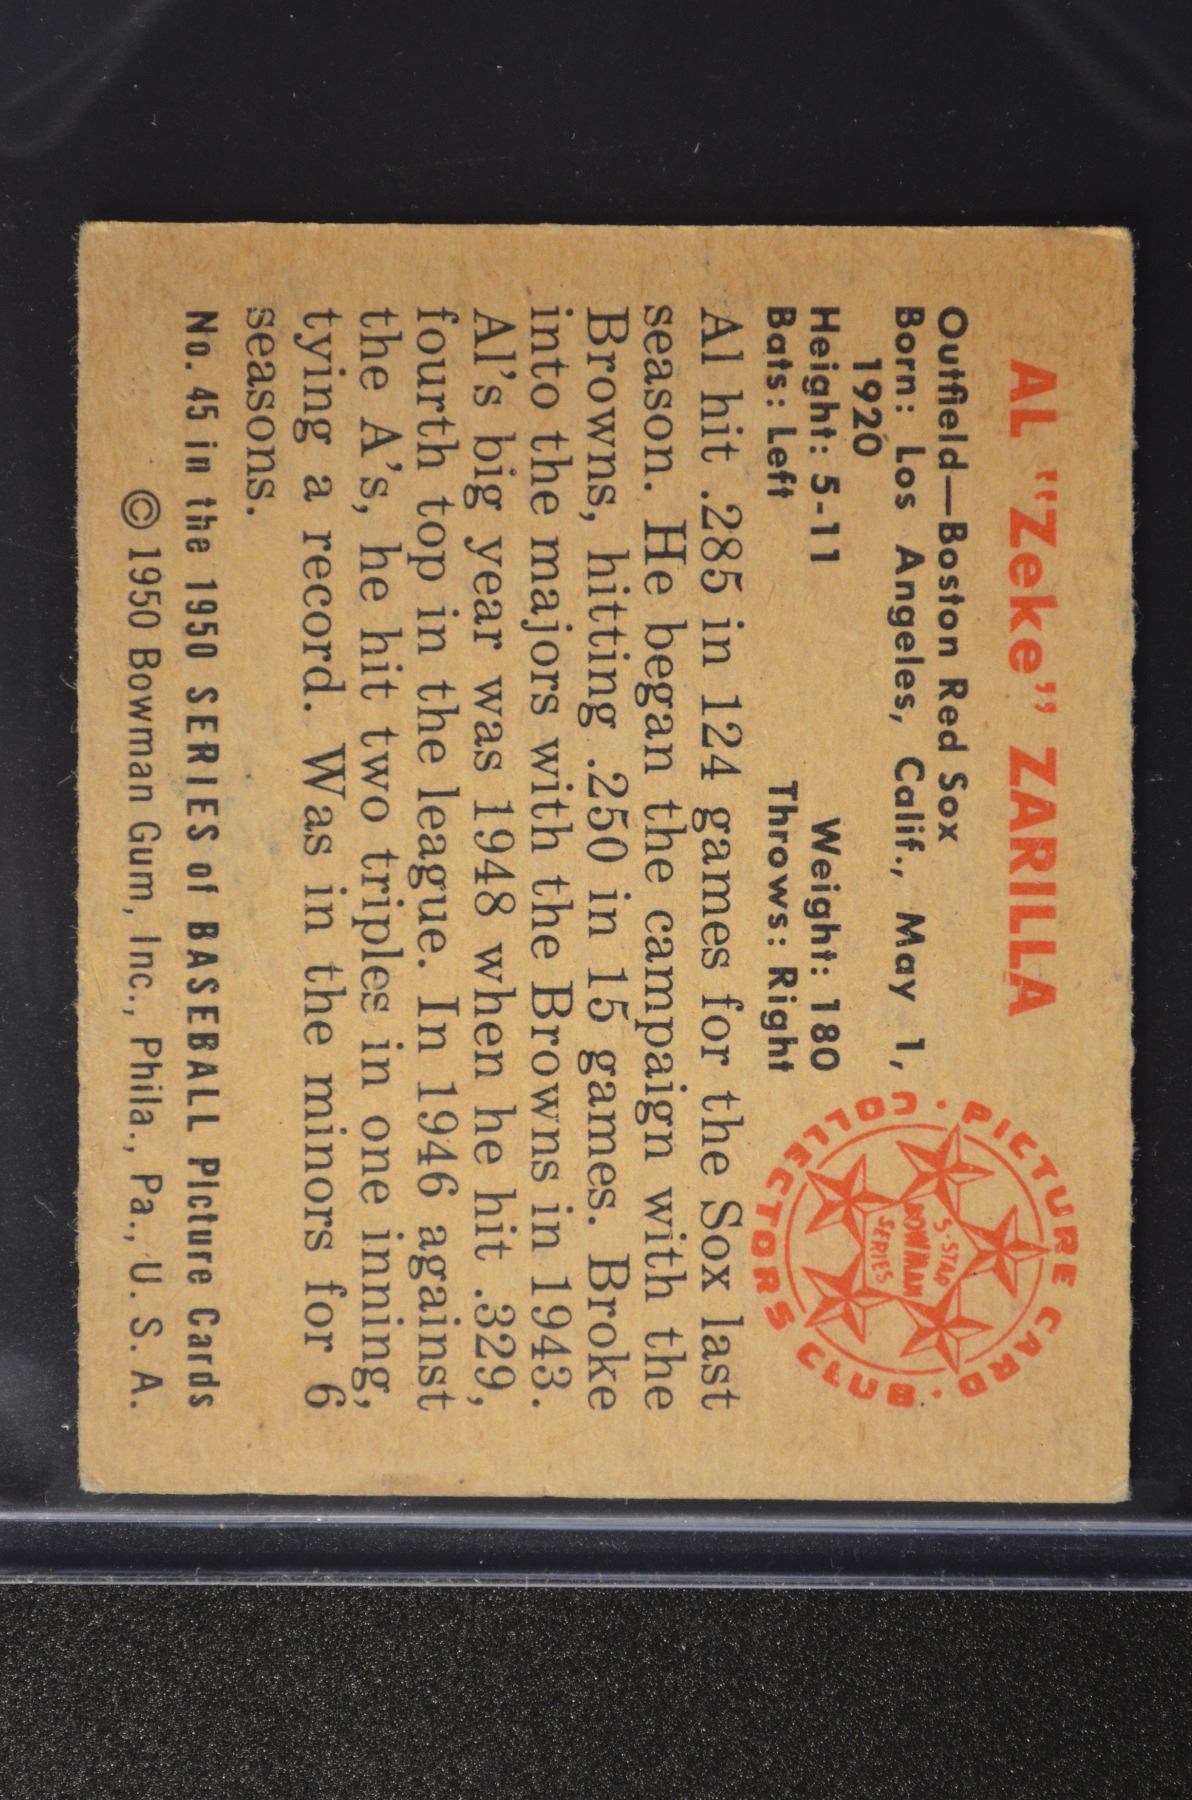 AL "Zeke" ZARILLA
Outfield—Boston Red Sox
Born: Los Angeles, Calif., May 1,
1920
Height: 5-11 Weight: 180
Bats: Left Throws: Right
PICTURE CARD · COLLECTORS CLUB ·
5-STAR
BOWMAN
SERIES
Al hit .285 in 124 games for the Sox last
season. He began the campaign with the
Browns, hitting .250 in 15 games. Broke
into the majors with the Browns in 1943.
Al's big year was 1948 when he hit .329,
fourth top in the league. In 1946 against
the A's, he hit two triples in one inning,
tying a record. Was in the minors for 6
seasons.
No. 45 in the 1950 SERIES of BASEBALL Picture Cards
© 1950 Bowman Gum, Inc., Phila., Pa., U. S. A.